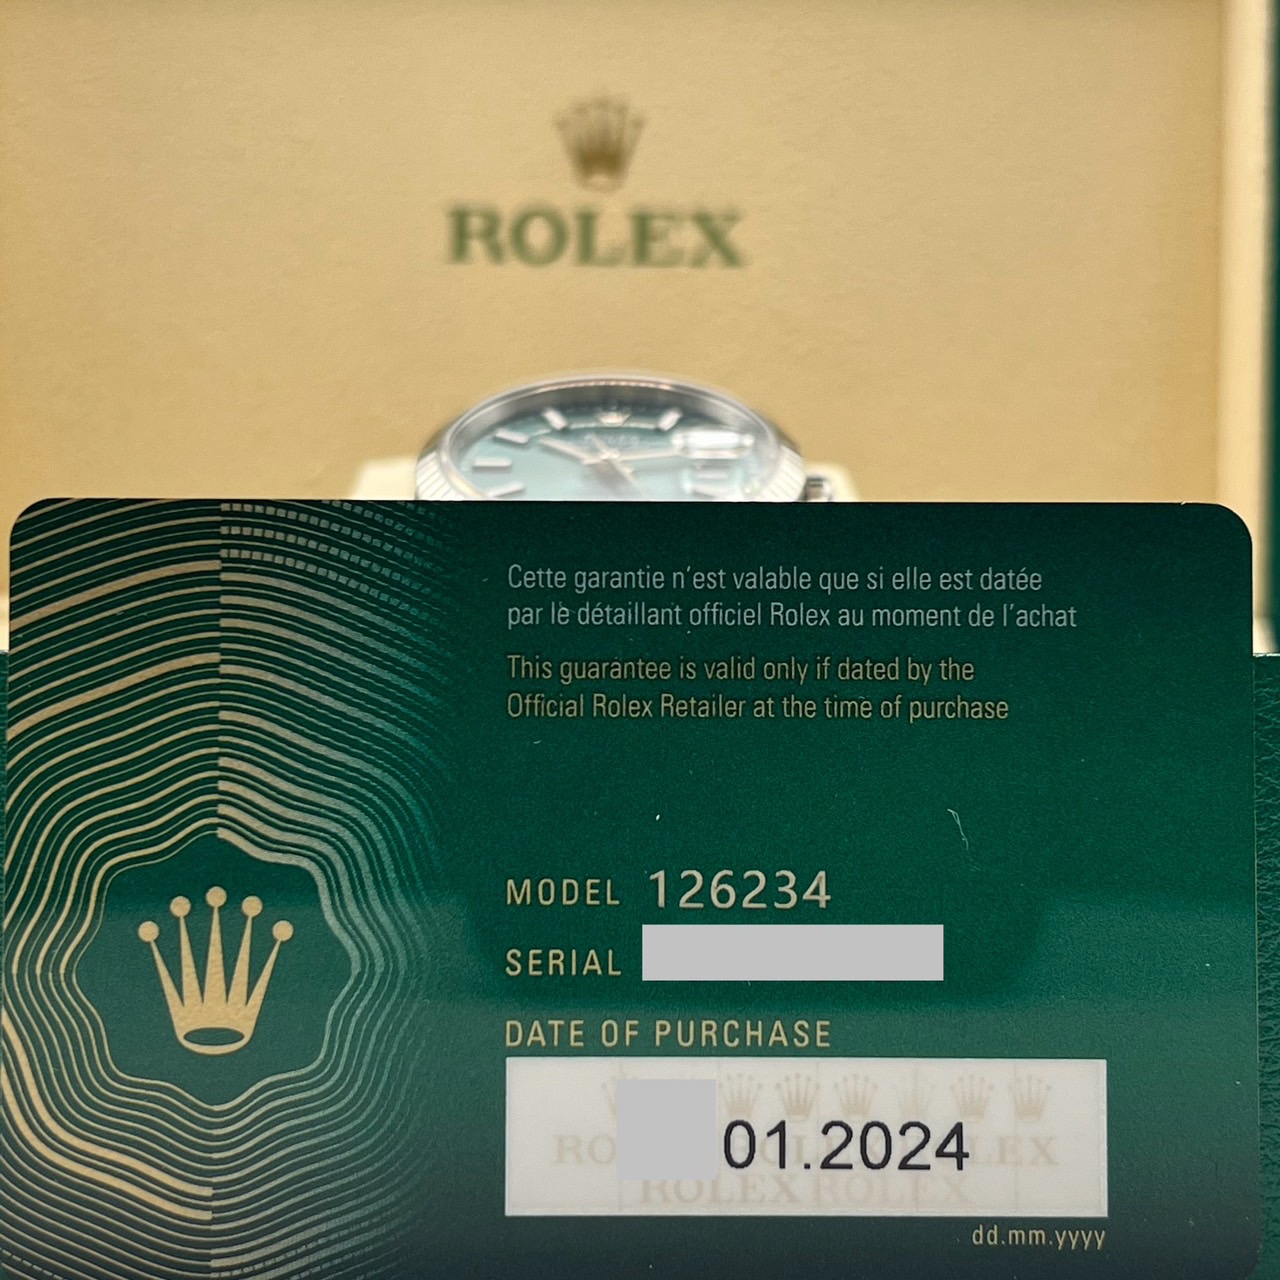 ROLEX
Cette garantie n'est valable que si elle est datée
par le détaillant officiel Rolex au moment de l'achat
This guarantee is valid only if dated by the
Official Rolex Retailer at the time of purchase
MODEL 126234
SERIAL
DATE OF PURCHASE
01.2024
ROLEX ROLEX
dd.mm.yyyy